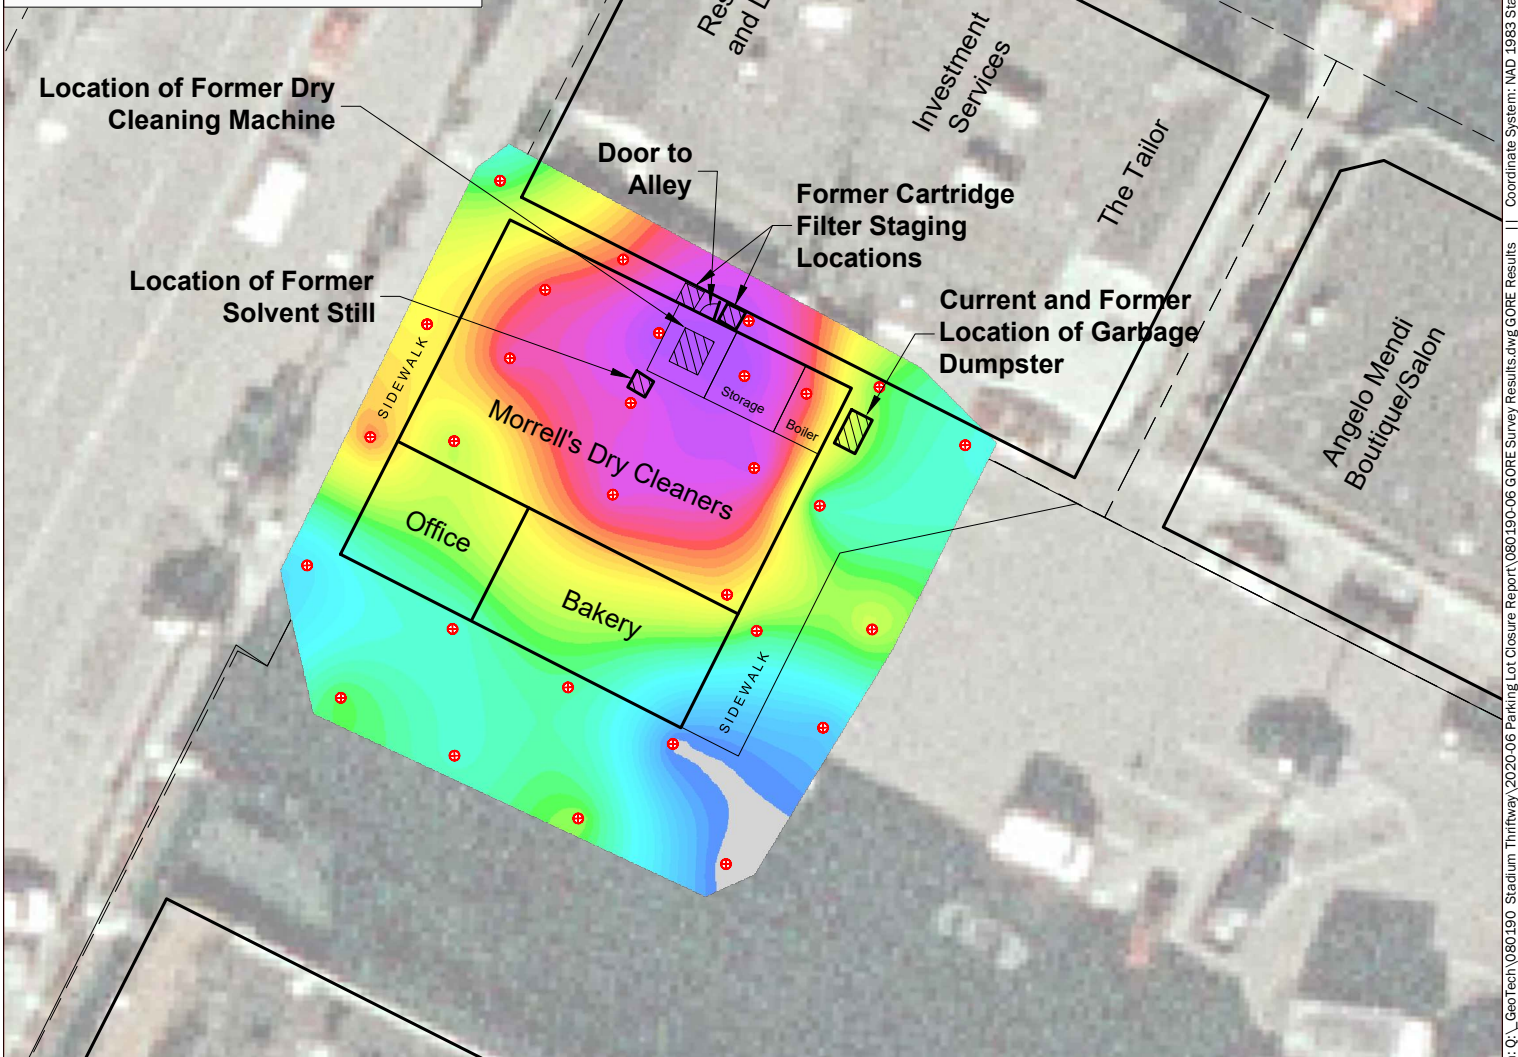 Location of Former Dry
Cleaning Machine
Door to
Alley
Former Cartridge
Filter Staging
Locations
Location of Former
Solvent Still
Current and Former
Location of Garbage
Dumpster
Investment
Services
The Tailor
Angelo Mendi
Boutique/Salon
SIDEWALK
Morrell's Dry Cleaners
Storage
Boiler
Office
Bakery
SIDEWALK
and
Q:\_GeoTech\080190 Stadium Thriftway\2020-06 Parking Lot Closure Report\080190-06 GORE Survey Results.dwg GORE Results || Coordinate System: NAD 1983